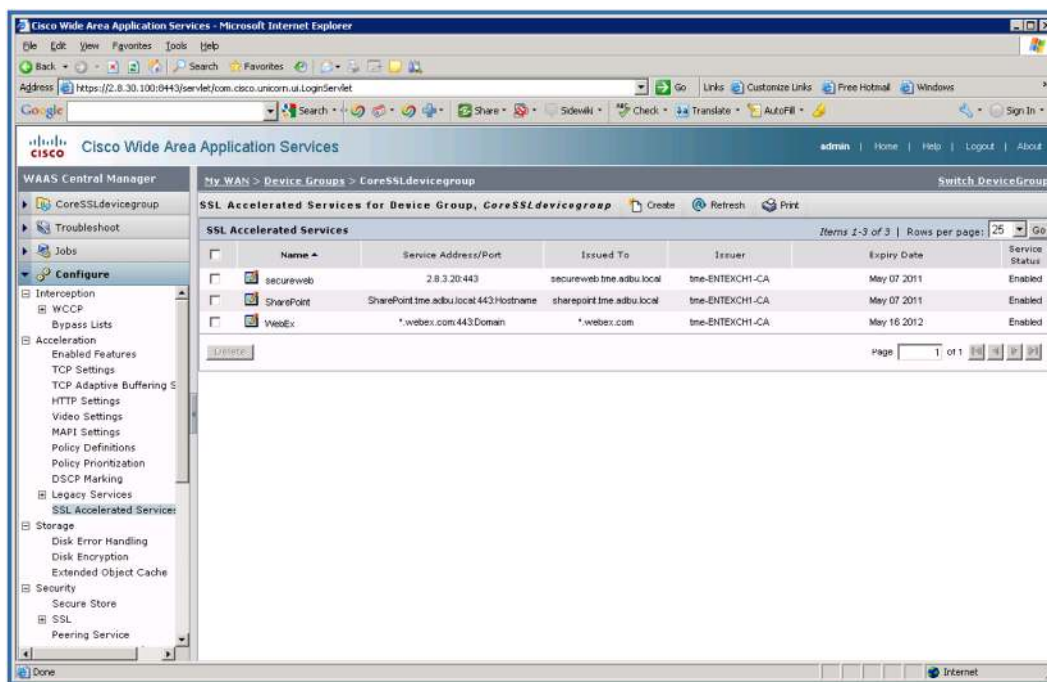 Cisco Wide Area Application Services - Microsoft Internet Explorer
File Edit View Favorites Tools Help
Back Search Favorites
Address https://2.8.30.100:8443/servlet/com.cisco.unicorn.ui.LoginServlet Go Links Customize Links Free Hotmail Windows
Google Search Share Sidewiki Check Translate AutoFill Sign In
CISCO Cisco Wide Area Application Services admin | Home | Help | Logout | About
WAAS Central Manager
My WAN > Device Groups > CoreSSLdevicegroup Switch DeviceGroup
CoreSSLdevicegroup
Troubleshoot
Jobs
Configure
Interception
WCCP
Bypass Lists
Acceleration
Enabled Features
TCP Settings
TCP Adaptive Buffering S
HTTP Settings
Video Settings
MAPI Settings
Policy Definitions
Policy Prioritization
DSCP Marking
Legacy Services
SSL Accelerated Services
Storage
Disk Error Handling
Disk Encryption
Extended Object Cache
Security
Secure Store
SSL
Peering Service
SSL Accelerated Services for Device Group, CoreSSLdevicegroup Create Refresh Print
SSL Accelerated Services Items 1-3 of 3 | Rows per page: 25 Go
Name Service Address/Port Issued To Issuer Expiry Date Service Status
secureweb 2.8.3.20:443 secureweb.tme.adbu.local tme-ENTEXCH1-CA May 07 2011 Enabled
SharePoint SharePoint.tme.adbu.local:443:Hostname sharepoint.tme.adbu.local tme-ENTEXCH1-CA May 07 2011 Enabled
WebEx *.webex.com:443:Domain *.webex.com tme-ENTEXCH1-CA May 16 2012 Enabled
Delete Page 1 of 1
Done Internet